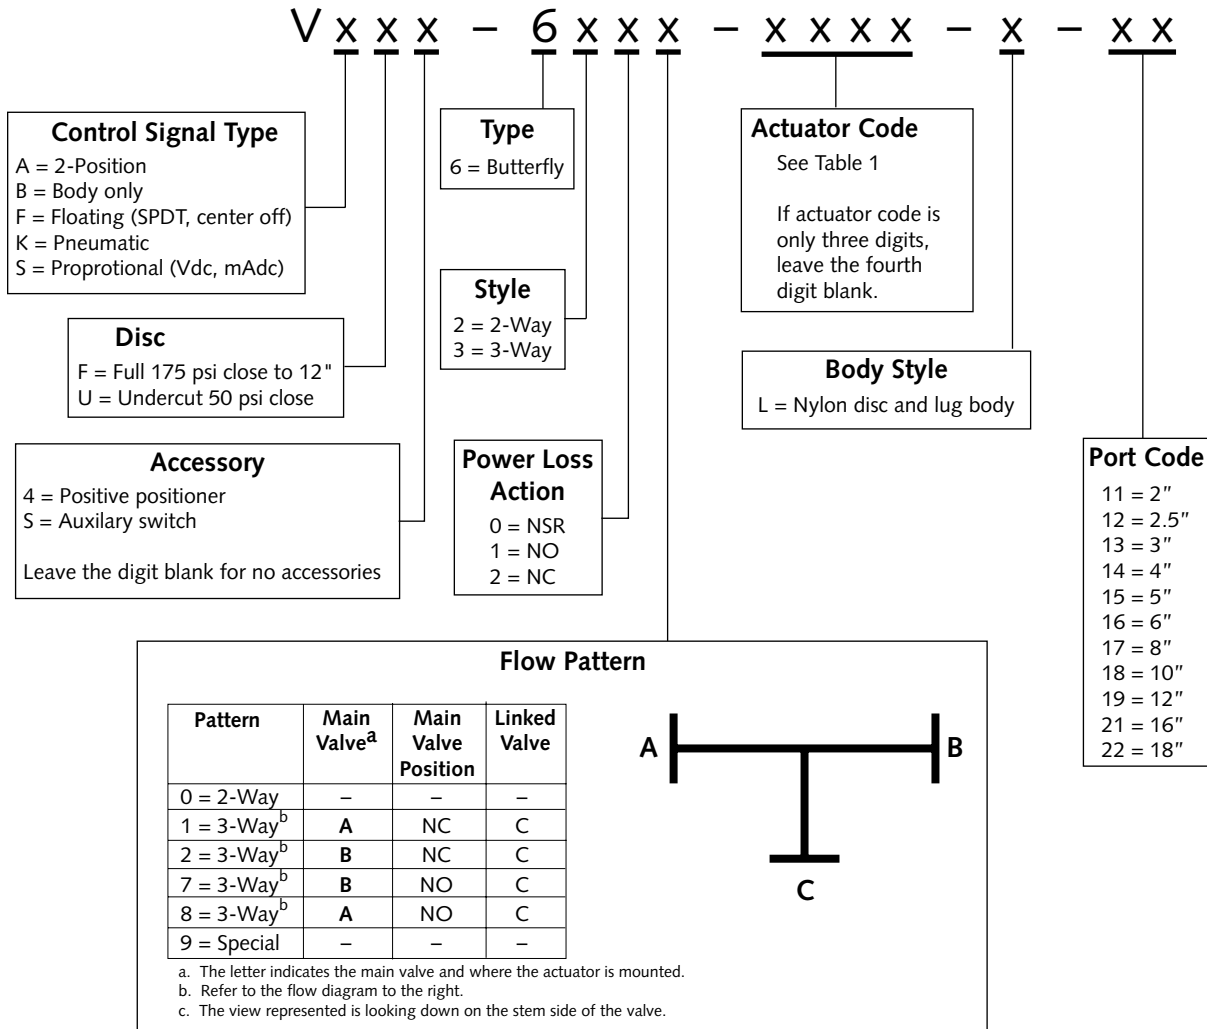 V x x x – 6 x x x – x x x x – x – x x
Control Signal Type
A = 2-Position
B = Body only
F = Floating (SPDT, center off)
K = Pneumatic
S = Proprotional (Vdc, mAdc)
Type
6 = Butterfly
Actuator Code
See Table 1
If actuator code is
only three digits,
leave the fourth
digit blank.
Disc
F = Full 175 psi close to 12"
U = Undercut 50 psi close
Style
2 = 2-Way
3 = 3-Way
Body Style
L = Nylon disc and lug body
Accessory
4 = Positive positioner
S = Auxilary switch
Leave the digit blank for no accessories
Power Loss
Action
0 = NSR
1 = NO
2 = NC
Port Code
11 = 2"
12 = 2.5"
13 = 3"
14 = 4"
15 = 5"
16 = 6"
17 = 8"
18 = 10"
19 = 12"
21 = 16"
22 = 18"
Flow Pattern
Pattern Main Valve^a Main Valve Position Linked Valve
0 = 2-Way – – –
1 = 3-Way^b A NC C
2 = 3-Way^b B NC C
7 = 3-Way^b B NO C
8 = 3-Way^b A NO C
9 = Special – – –
A
B
C
a. The letter indicates the main valve and where the actuator is mounted.
b. Refer to the flow diagram to the right.
c. The view represented is looking down on the stem side of the valve.